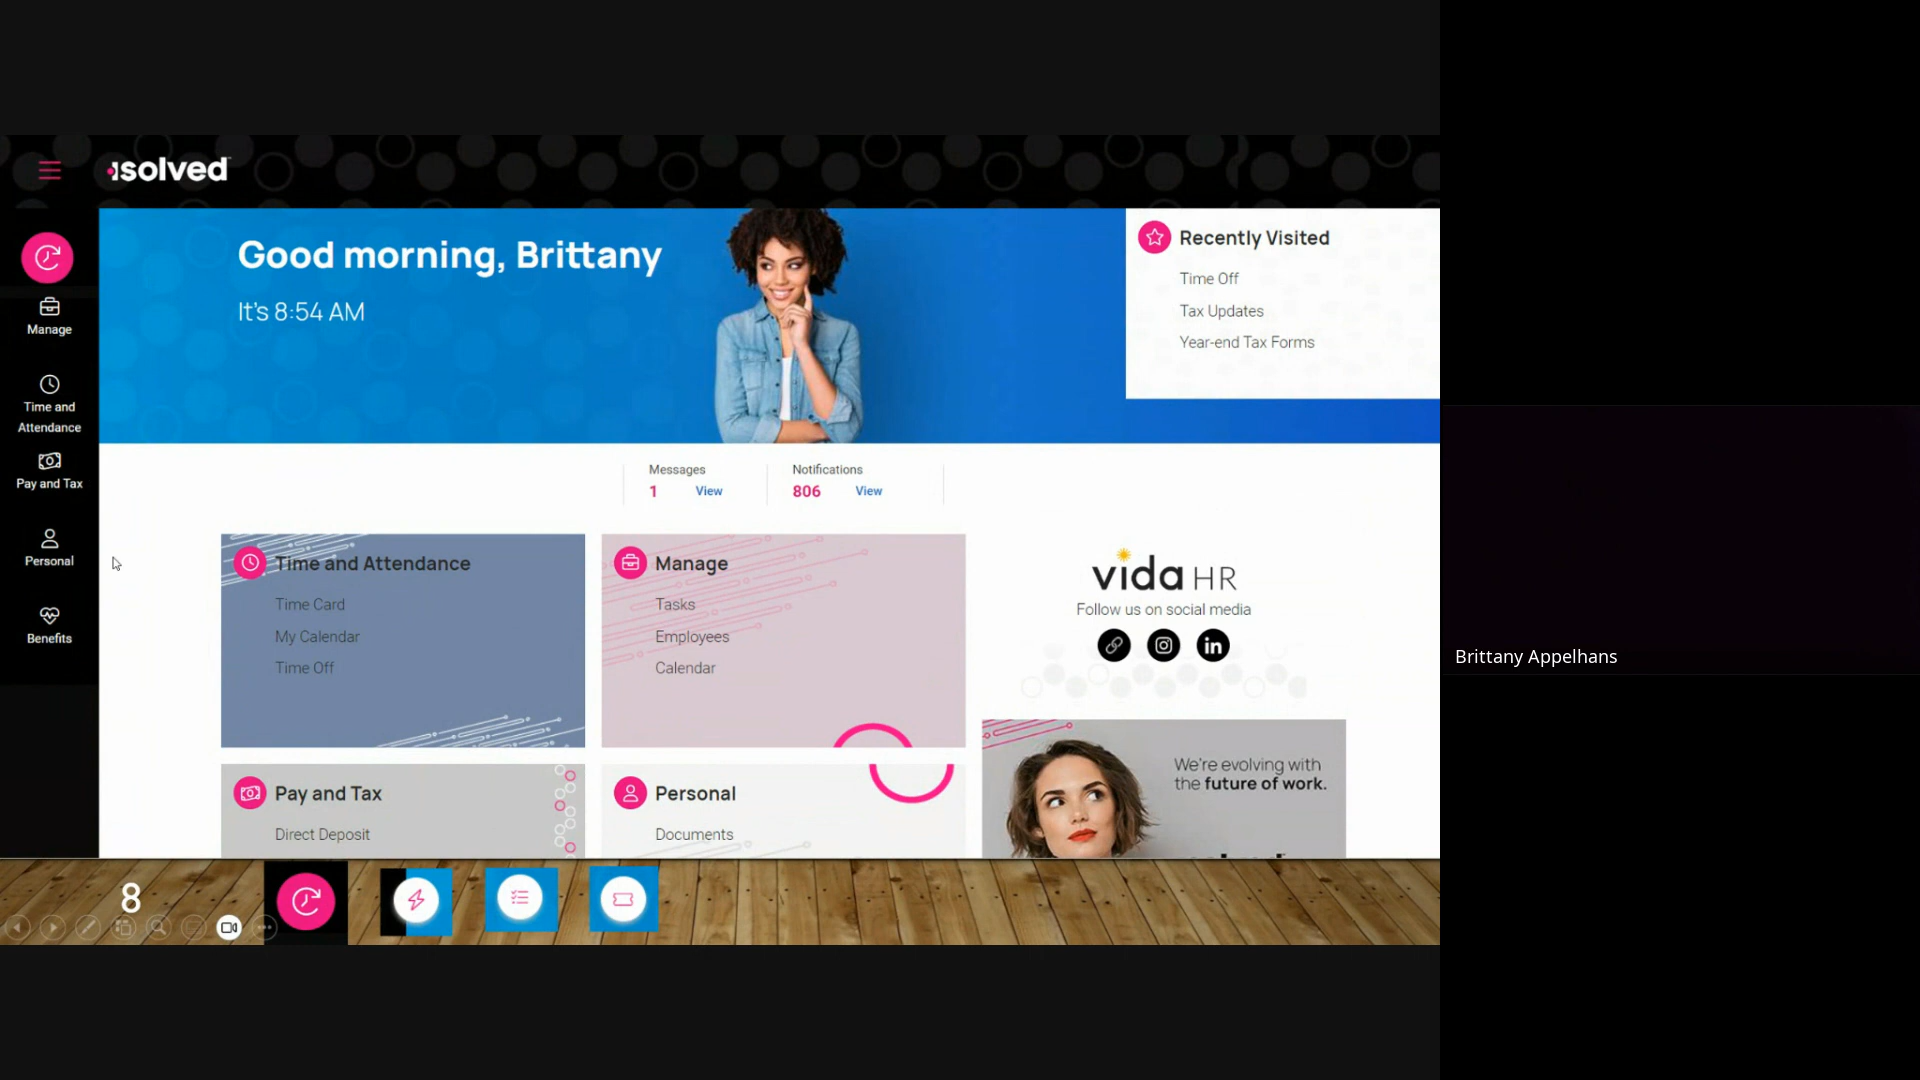 isolved
Manage
Time and
Attendance
Pay and Tax
Personal
Benefits
Good morning, Brittany
It's 8:54 AM
Recently Visited
Time Off
Tax Updates
Year-end Tax Forms
Messages
1 View
Notifications
806 View
Time and Attendance
Time Card
My Calendar
Time Off
Manage
Tasks
Employees
Calendar
vida HR
Follow us on social media
in
Pay and Tax
Direct Deposit
Personal
Documents
We're evolving with
the future of work.
8
Brittany Appelhans